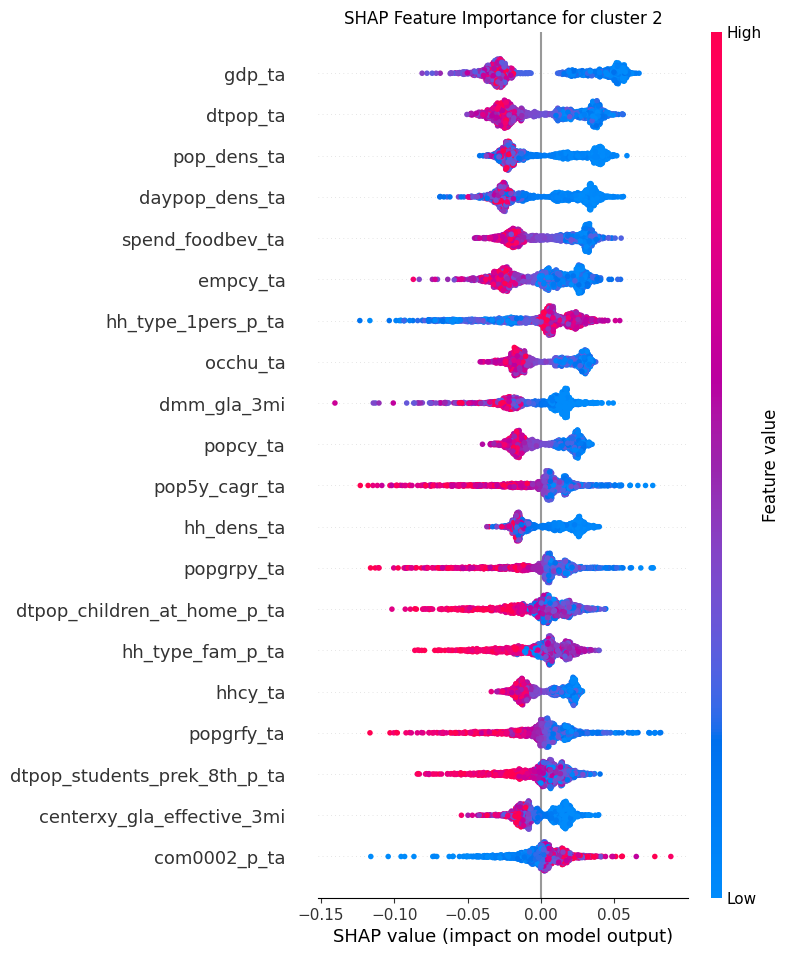 SHAP Feature Importance for cluster 2
High
gdp_ta
dtpop_ta
pop_dens_ta
daypop_dens_ta
spend_foodbev_ta
empcy_ta
hh_type_1pers_p_ta
occhu_ta
dmm_gla_3mi
popcy_ta
pop5y_cagr_ta
hh_dens_ta
popgrpy_ta
dtpop_children_at_home_p_ta
hh_type_fam_p_ta
hhcy_ta
popgrfy_ta
dtpop_students_prek_8th_p_ta
centerxy_gla_effective_3mi
com0002_p_ta
Feature value
Low
−0.15 −0.10 −0.05 0.00 0.05
SHAP value (impact on model output)